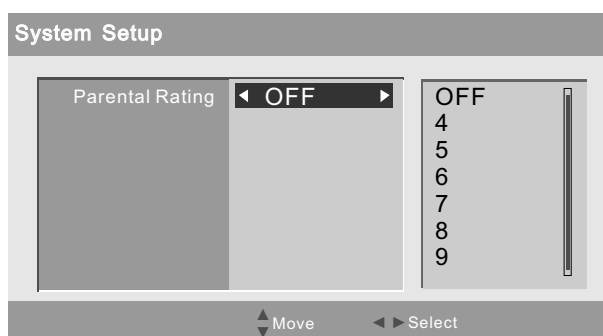 System Setup
Parental Rating
OFF
OFF
4
5
6
7
8
9
Move
Select